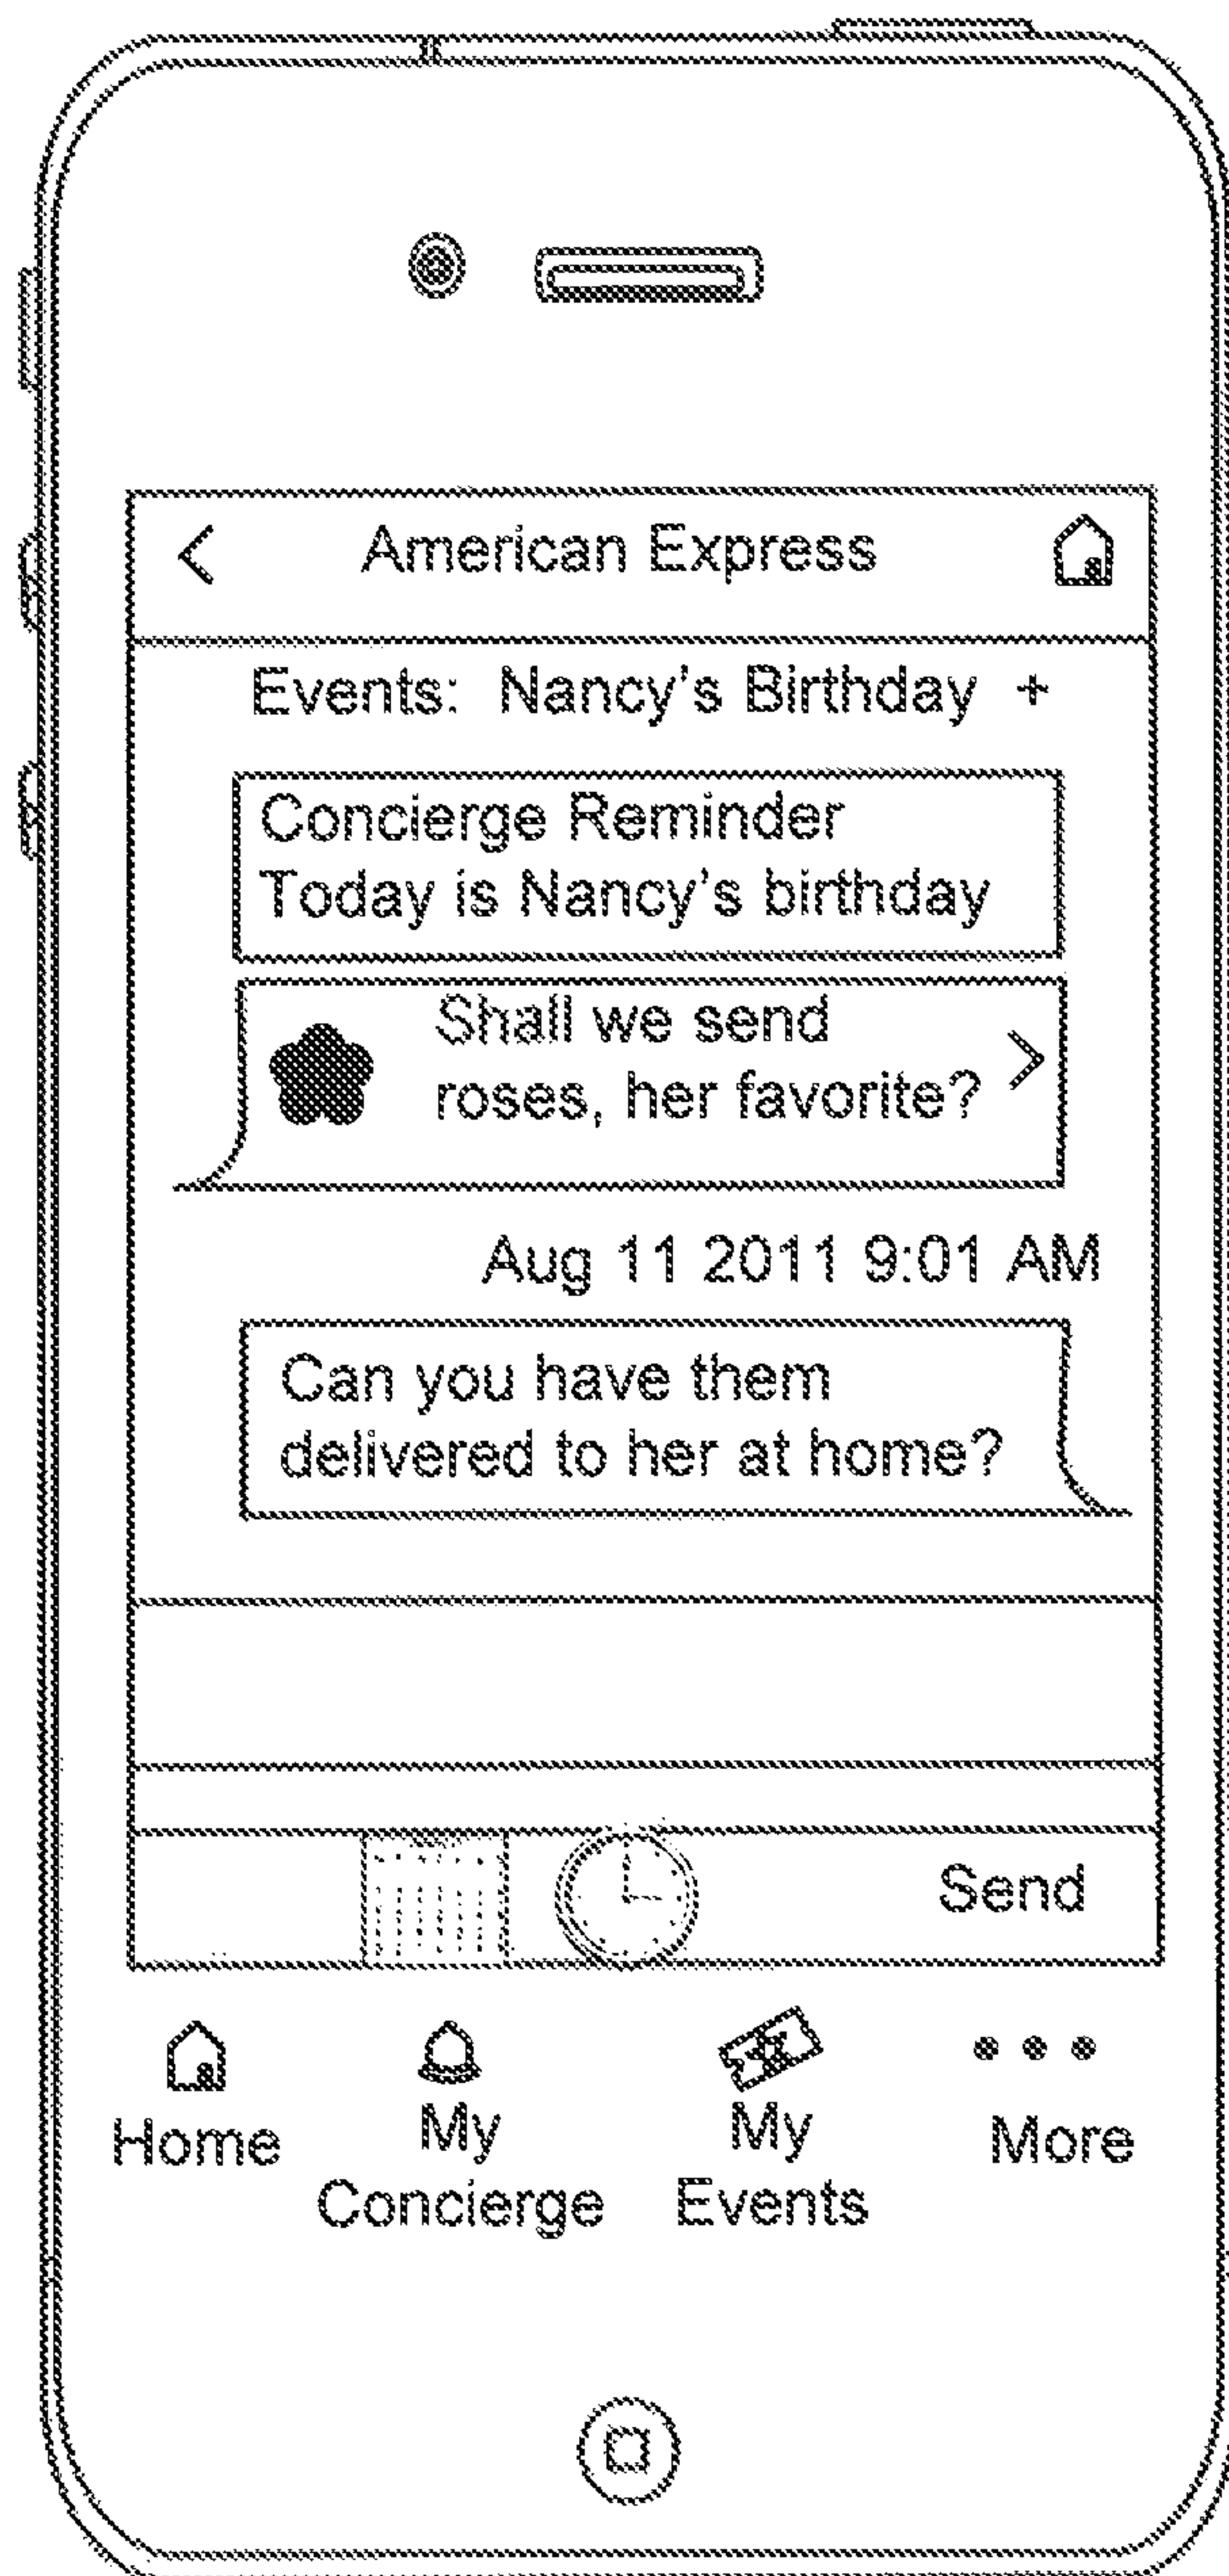 American Express
Events: Nancy's Birthday +
Concierge Reminder
Today is Nancy's birthday
Shall we send
roses, her favorite?
Aug 11 2011 9:01 AM
Can you have them
delivered to her at home?
Send
Home
My
Concierge
My
Events
More